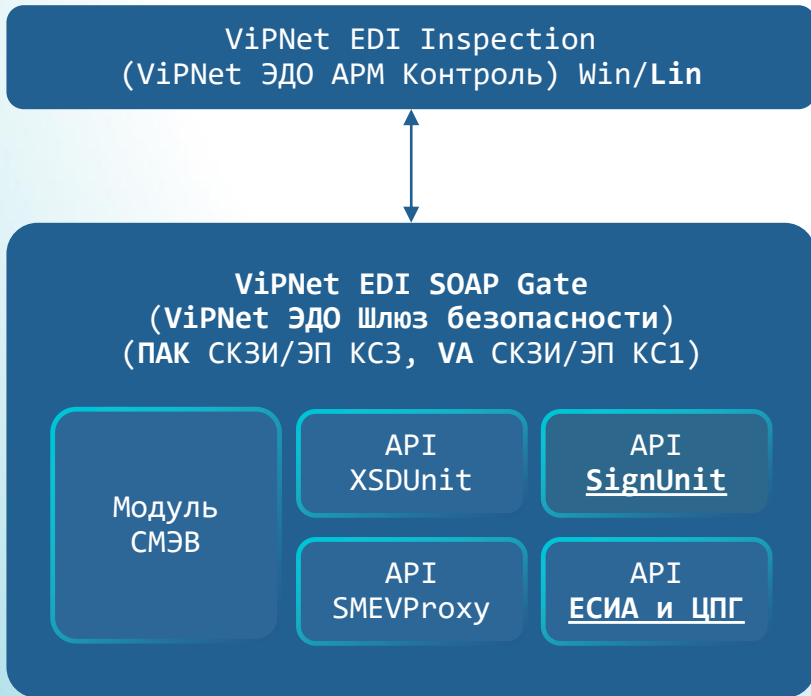 ViPNet EDI Inspection
(ViPNet ЭДО АРМ Контроль) Win/Lin
ViPNet EDI SOAP Gate
(ViPNet ЭДО Шлюз безопасности)
(ПАК СКЗИ/ЭП КС3, VA СКЗИ/ЭП КС1)
Модуль
СМЭВ
API
XSDUnit
API
SignUnit
API
SMEVProxy
API
ЕСИА и ЦПГ